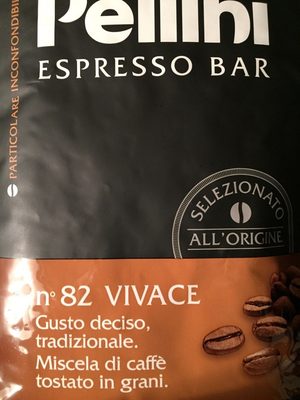 Pellini
ESPRESSO BAR
PARTICOLARE INCONFONDIBILE
SELEZIONATO
ALL'ORIGINE
n° 82 VIVACE
Gusto deciso,
tradizionale.
Miscela di caffè
tostato in grani.